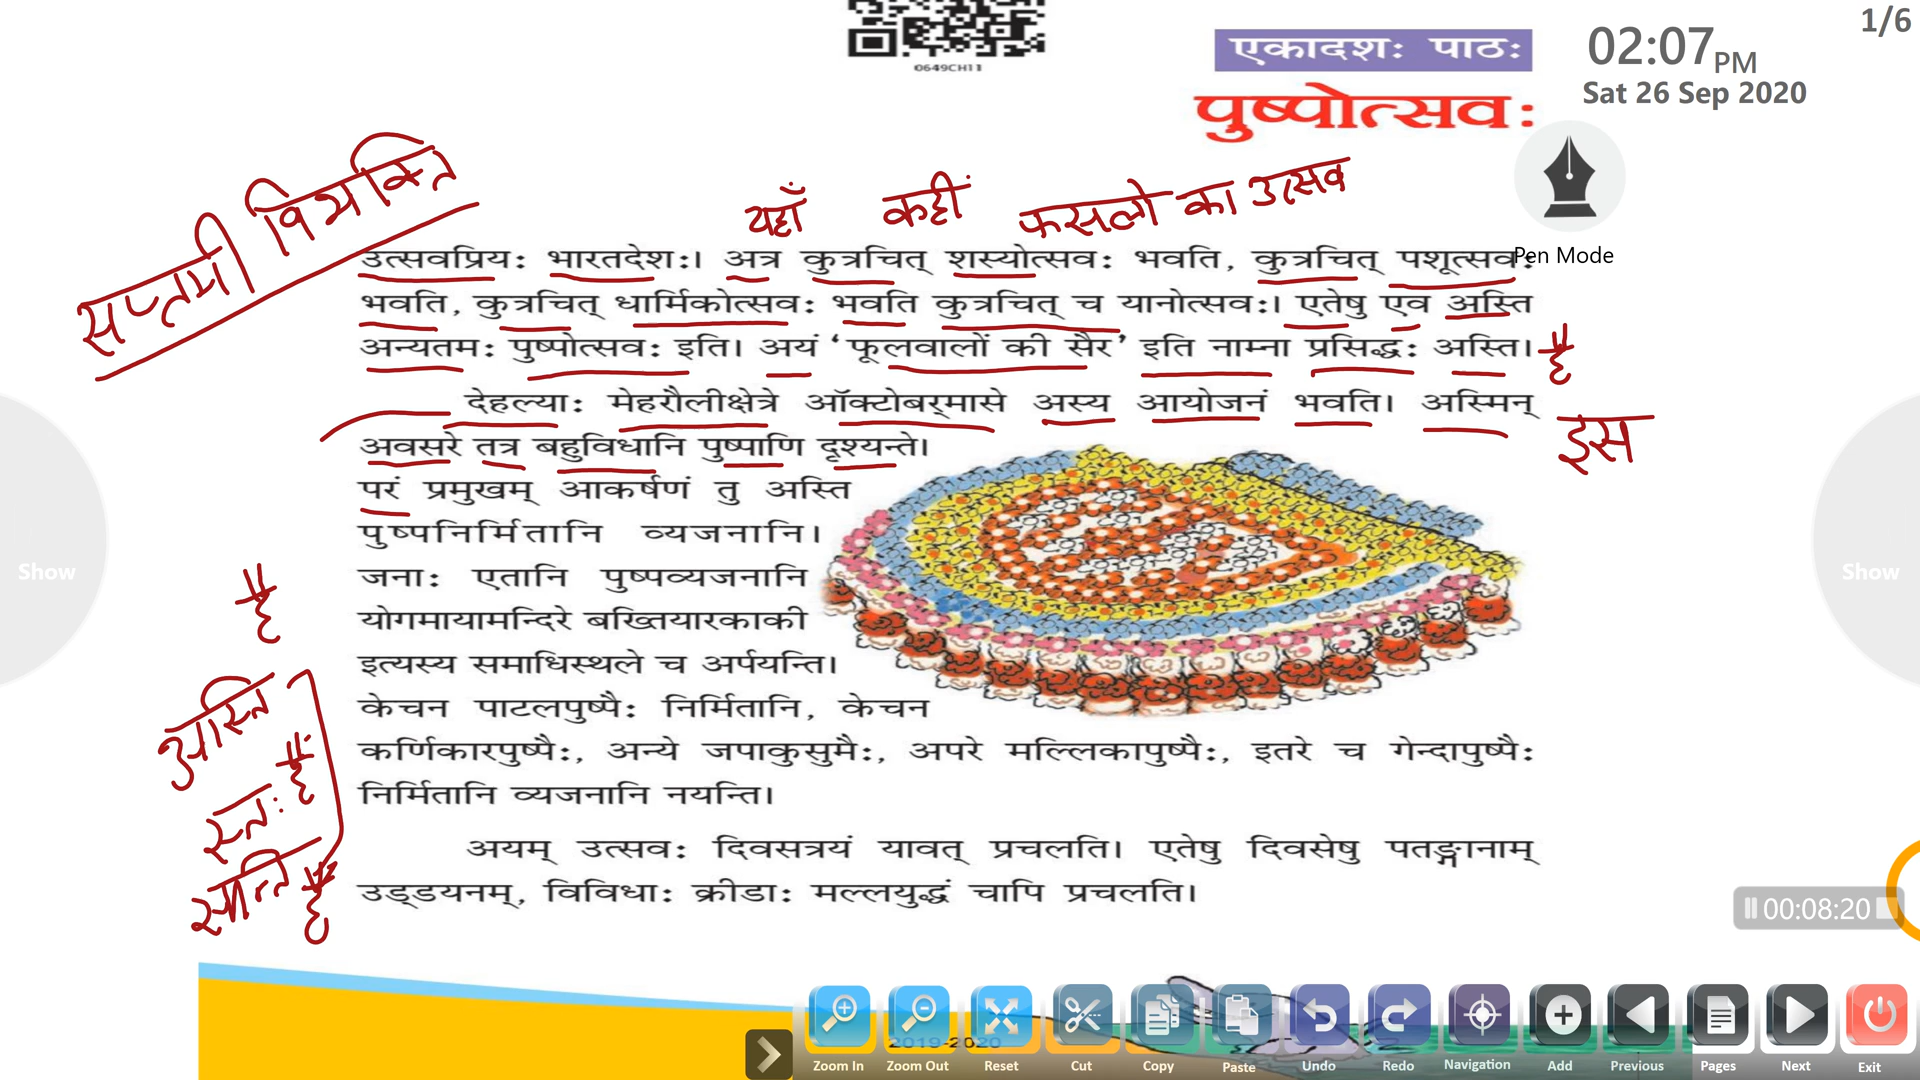 1/6
एकादशः पाठः
02:07 PM
Sat 26 Sep 2020
0649CH11
पुष्पोत्सवः
सप्तमी विभक्ति
यहाँ कहीं फसलो का उत्सव
Pen Mode
उत्सवप्रियः भारतदेशः। अत्र कुत्रचित् शस्योत्सवः भवति, कुत्रचित् पशूत्सवः
भवति, कुत्रचित् धार्मिकोत्सवः भवति कुत्रचित् च यानोत्सवः। एतेषु एव अस्ति
अन्यतमः पुष्पोत्सवः इति। अयं ‘फूलवालों की सैर’ इति नाम्ना प्रसिद्धः अस्ति।
है
देहल्याः मेहरौलीक्षेत्रे ऑक्टोबर्‌मासे अस्य आयोजनं भवति। अस्मिन्
इस
अवसरे तत्र बहुविधानि पुष्पाणि दृश्यन्ते।
परं प्रमुखम् आकर्षणं तु अस्ति
पुष्पनिर्मितानि व्यजनानि।
जनाः एतानि पुष्पव्यजनानि
योगमायामन्दिरे बख्तियारकाकी
इत्यस्य समाधिस्थले च अर्पयन्ति।
केचन पाटलपुष्पैः निर्मितानि, केचन
कर्णिकारपुष्पैः, अन्ये जपाकुसुमैः, अपरे मल्लिकापुष्पैः, इतरे च गेन्दापुष्पैः
निर्मितानि व्यजनानि नयन्ति।
अयम् उत्सवः दिवसत्रयं यावत् प्रचलति। एतेषु दिवसेषु पतङ्गानाम्
उड्डयनम्, विविधाः क्रीडाः मल्लयुद्धं चापि प्रचलति।
है
अस्ति
स्तः हैं
सन्ति हैं
Show
Show
00:08:20
2019-2020
Zoom In Zoom Out Reset Cut Copy Paste Undo Redo Navigation Add Previous Pages Next Exit